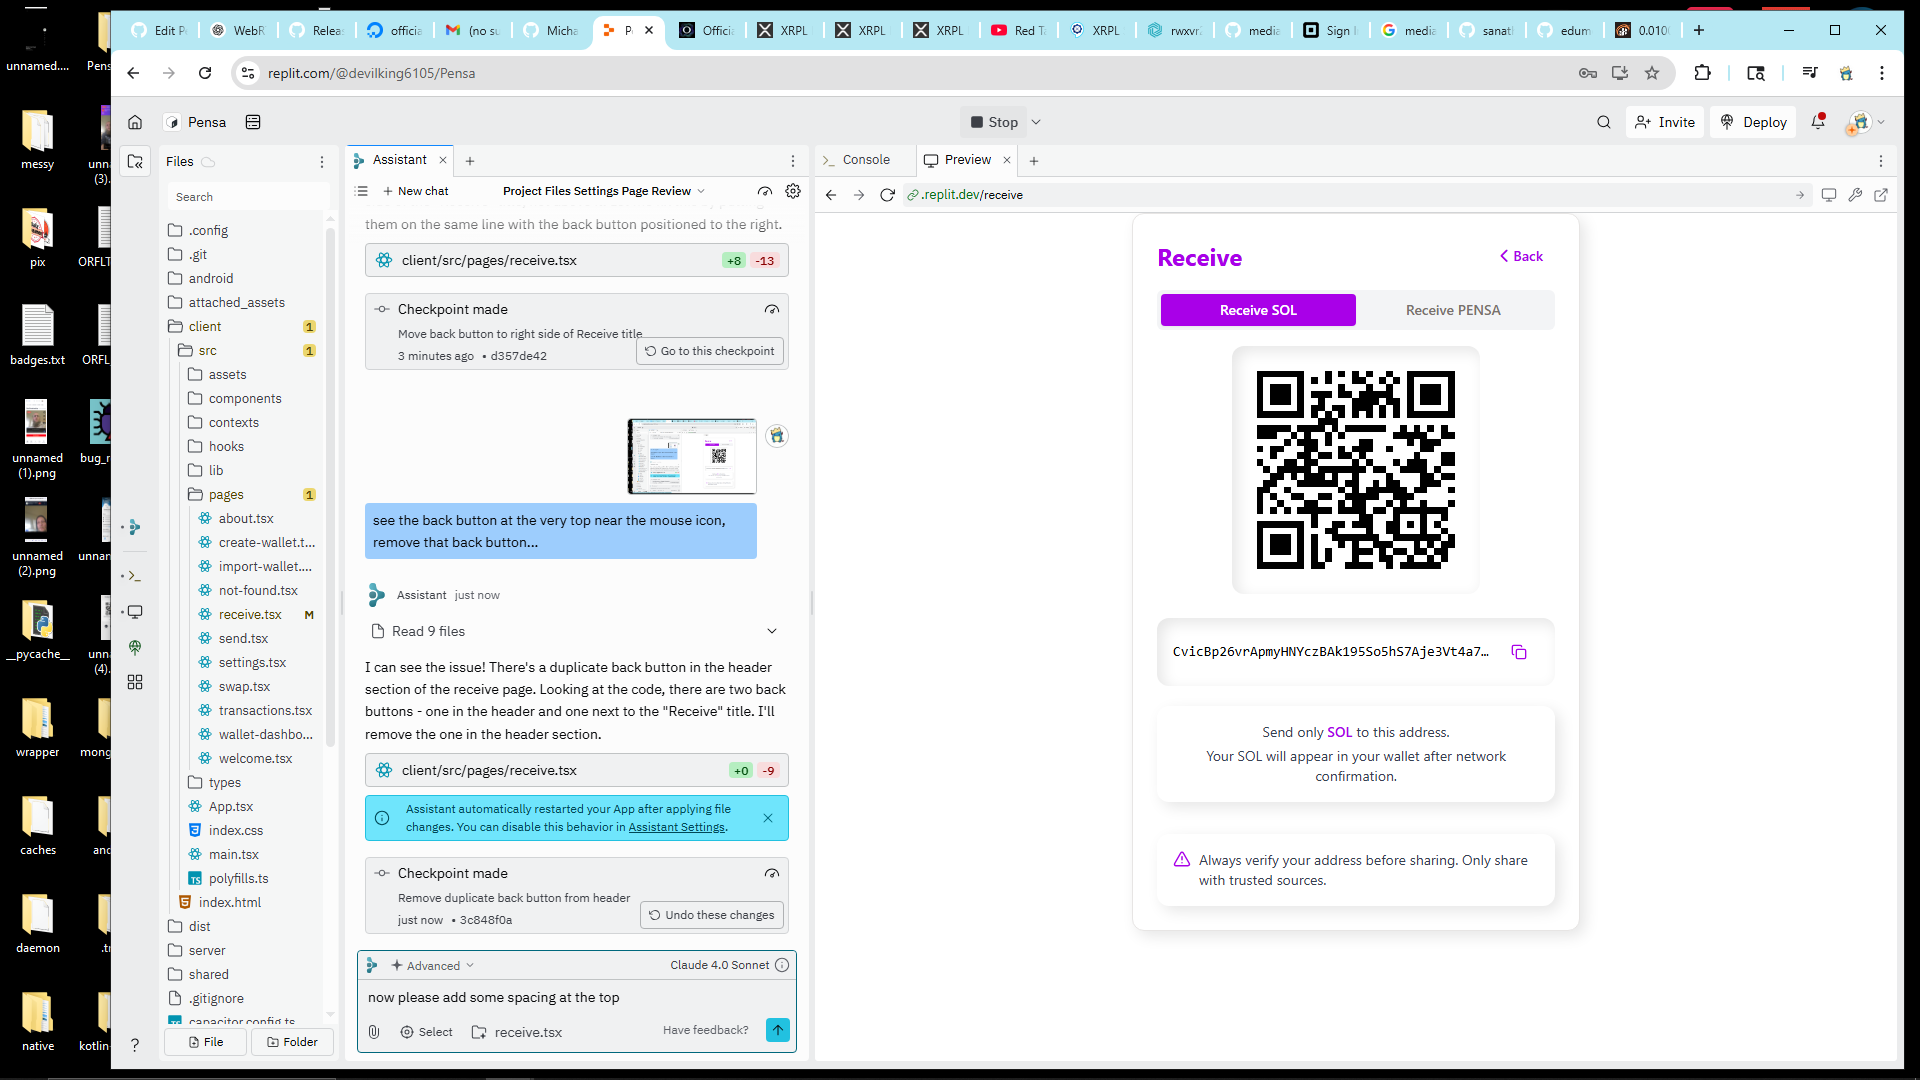 unnamed....
Pens
messy
unna
(3).
pix
ORFLT
badges.txt
ORFL_
unnamed
(1).png
bug_r
unnamed
(2).png
unnan
__pycache__
unna
(4).
wrapper
mong
caches
and
daemon
.tr
native
kotlin-
Edit P
WebR
Relea
officia
(no su
Micha
P
Offici
XRPL
XRPL
XRPL
Red T
XRPL
rwxvr
media
Sign I
media
sanat
edum
0.010
replit.com/@devilking6105/Pensa
Pensa
Stop
Invite
Deploy
Files
Search
.config
.git
android
attached_assets
client 1
src 1
assets
components
contexts
hooks
lib
pages 1
about.tsx
create-wallet.t...
import-wallet....
not-found.tsx
receive.tsx M
send.tsx
settings.tsx
swap.tsx
transactions.tsx
wallet-dashbo...
welcome.tsx
types
App.tsx
index.css
main.tsx
polyfills.ts
index.html
dist
server
shared
.gitignore
capacitor.config.ts
File
Folder
Assistant
New chat
Project Files Settings Page Review
them on the same line with the back button positioned to the right.
client/src/pages/receive.tsx +8 -13
Checkpoint made
Move back button to right side of Receive title
3 minutes ago • d357de42
Go to this checkpoint
see the back button at the very top near the mouse icon,
remove that back button...
Assistant just now
Read 9 files
I can see the issue! There's a duplicate back button in the header
section of the receive page. Looking at the code, there are two back
buttons - one in the header and one next to the "Receive" title. I'll
remove the one in the header section.
client/src/pages/receive.tsx +0 -9
Assistant automatically restarted your App after applying file
changes. You can disable this behavior in Assistant Settings.
Checkpoint made
Remove duplicate back button from header
just now • 3c848f0a
Undo these changes
Advanced
Claude 4.0 Sonnet
now please add some spacing at the top
Select
receive.tsx
Have feedback?
Console
Preview
.replit.dev/receive
Receive
Back
Receive SOL
Receive PENSA
CvicBp26vrApmyHNYczBAk195So5hS7Aje3Vt4a7...
Send only SOL to this address.
Your SOL will appear in your wallet after network
confirmation.
Always verify your address before sharing. Only share
with trusted sources.